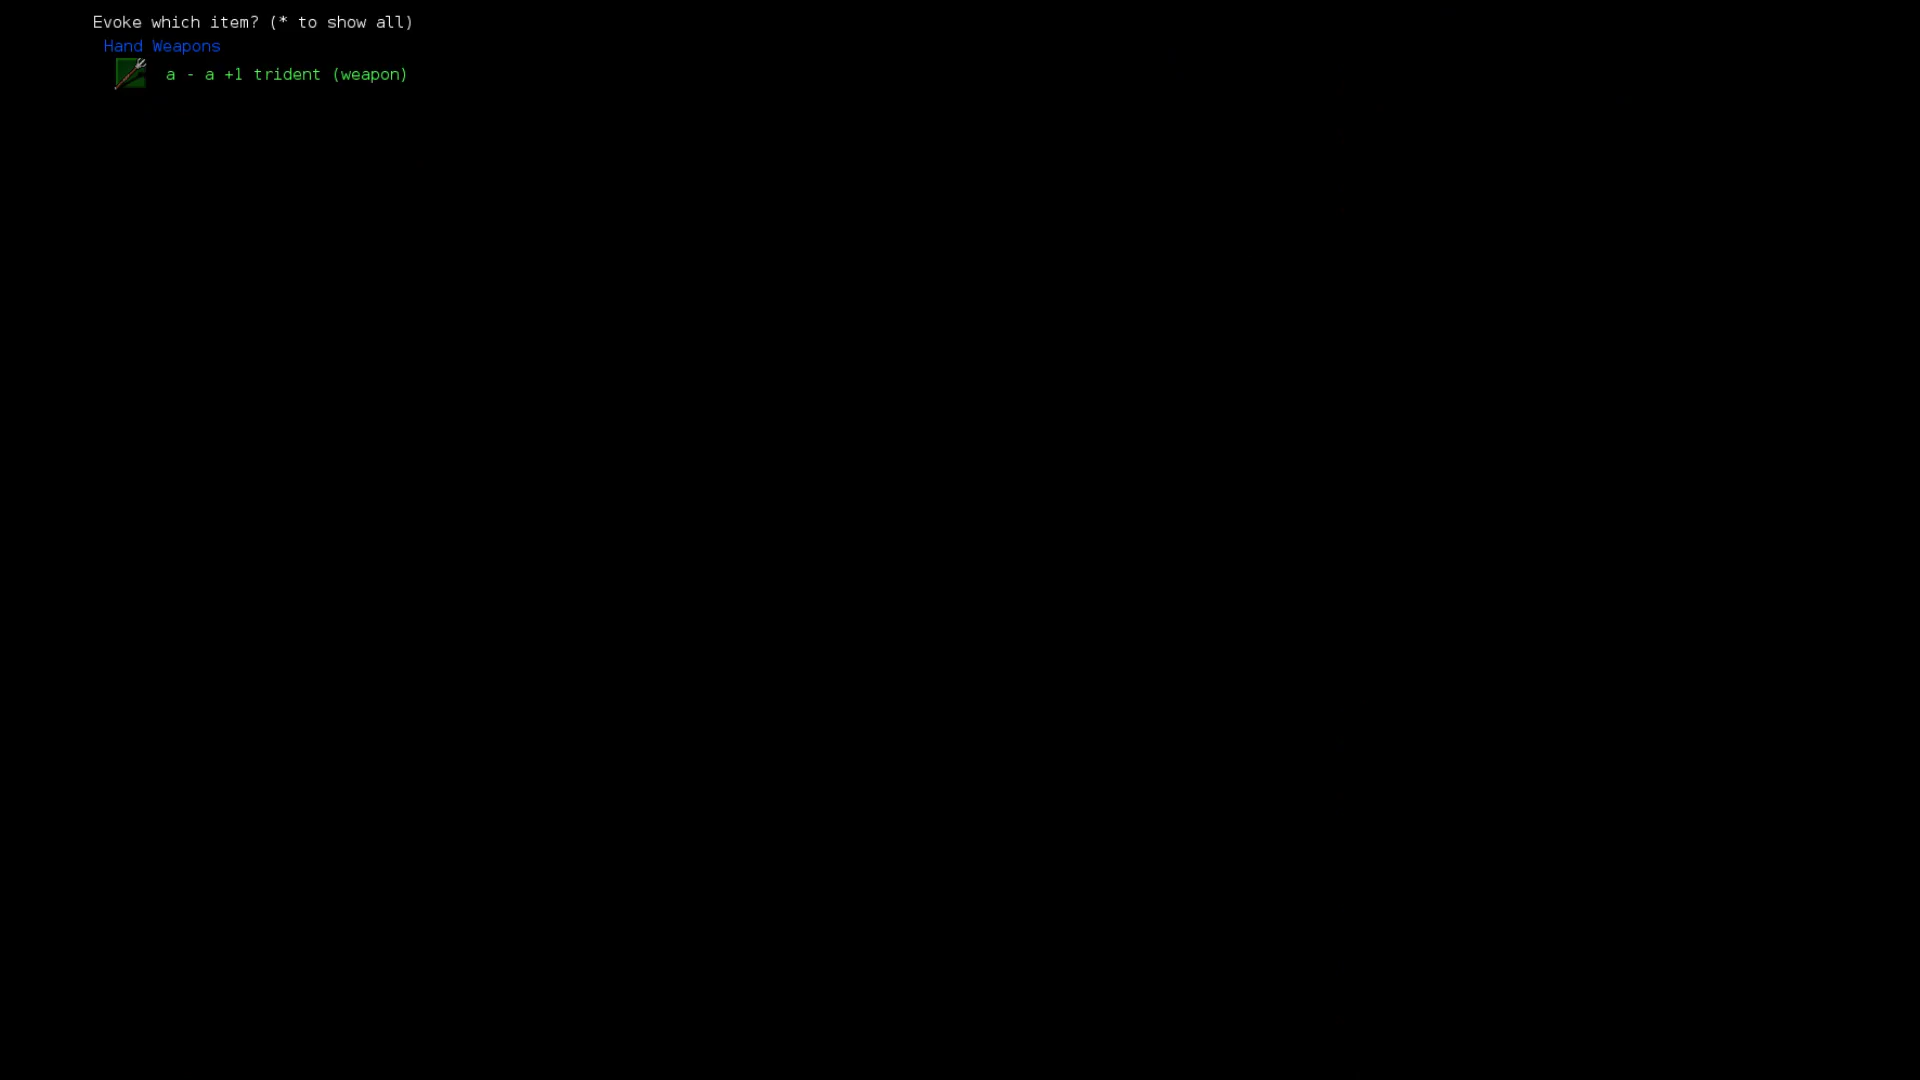 Evoke which item? (* to show all)
Hand Weapons
a - a +1 trident (weapon)